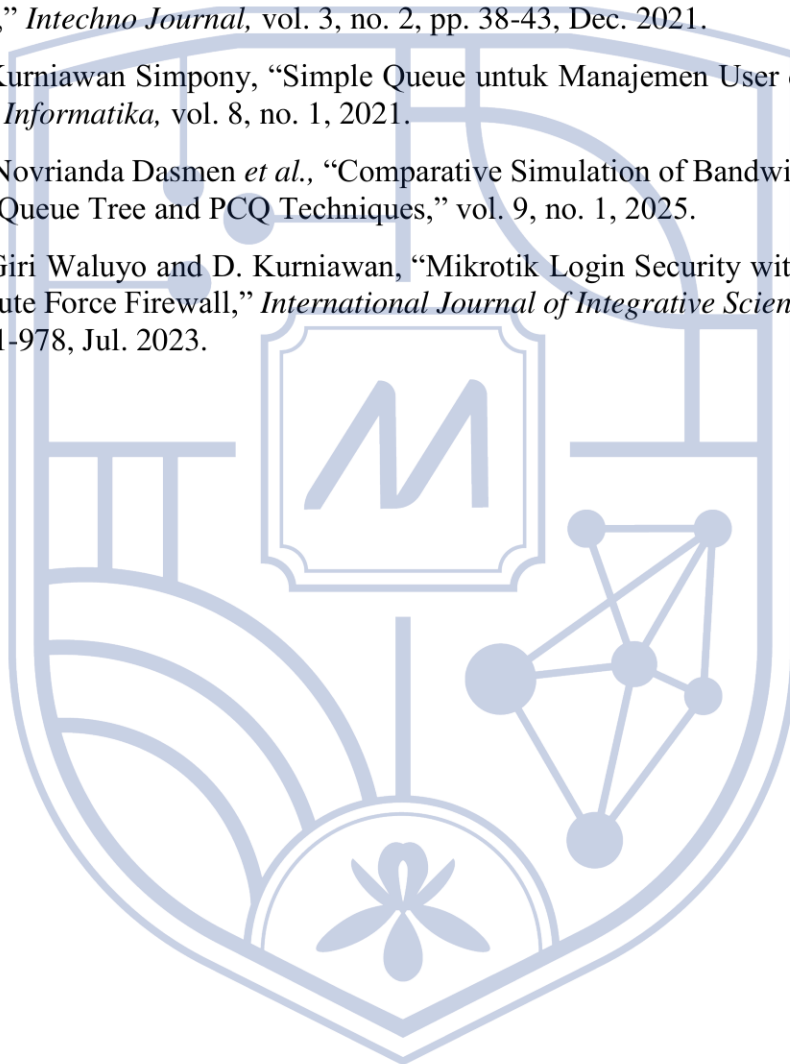 ,” Intechno Journal, vol. 3, no. 2, pp. 38-43, Dec. 2021.
Kurniawan Simpony, “Simple Queue untuk Manajemen User
Informatika, vol. 8, no. 1, 2021.
Novrianda Dasmen et al., “Comparative Simulation of Bandwi
Queue Tree and PCQ Techniques,” vol. 9, no. 1, 2025.
Giri Waluyo and D. Kurniawan, “Mikrotik Login Security wit
ute Force Firewall,” International Journal of Integrative Scien
-978, Jul. 2023.
M